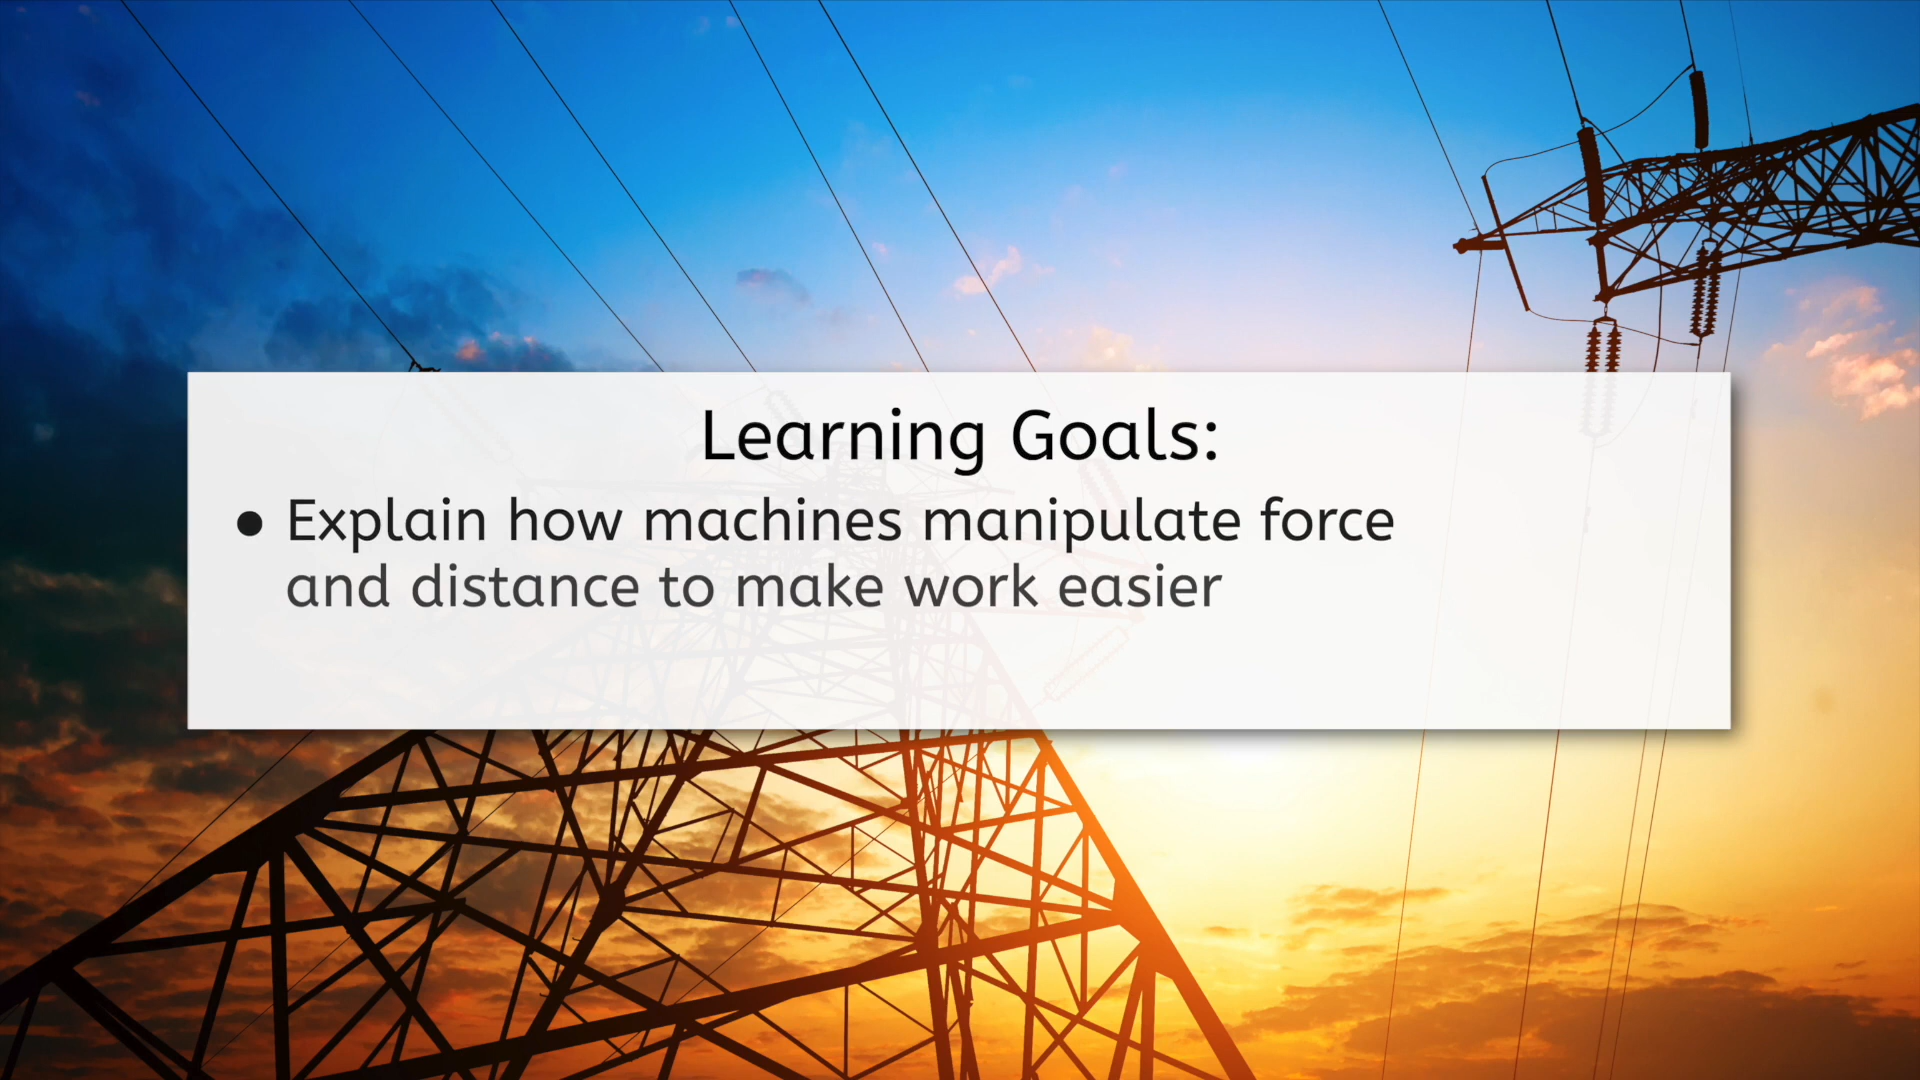 Learning Goals:
● Explain how machines manipulate force
and distance to make work easier